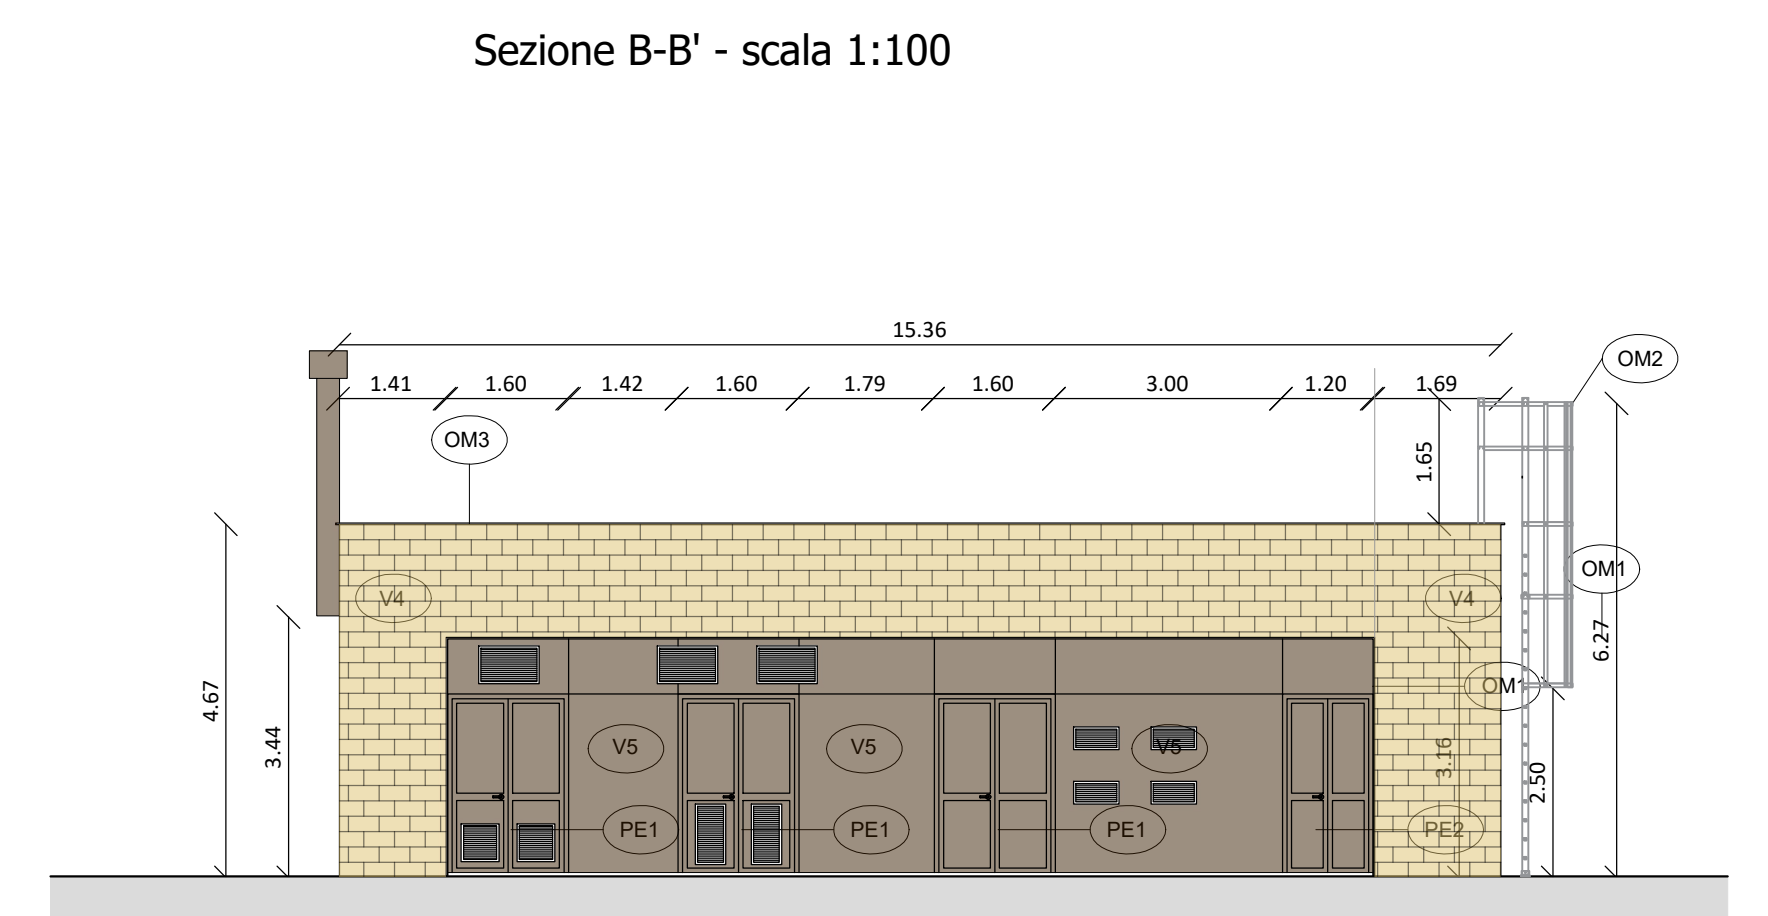 Sezione B-B' - scala 1:100
15.36
1.41 1.60 1.42 1.60 1.79 1.60 3.00 1.20 1.69
OM2
OM3
1.65
OM1
V4 V4
6.27
OM1
4.67
3.44
V5 V5 V5
3.16
2.50
PE1 PE1 PE1 PE2